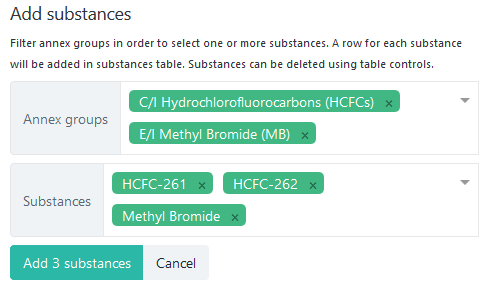 Add substances
Filter annex groups in order to select one or more substances. A row for each substance
will be added in substances table. Substances can be deleted using table controls.
Annex groups
C/I Hydrochlorofluorocarbons (HCFCs) ×
E/I Methyl Bromide (MB) ×
Substances
HCFC-261 × HCFC-262 ×
Methyl Bromide ×
Add 3 substances Cancel